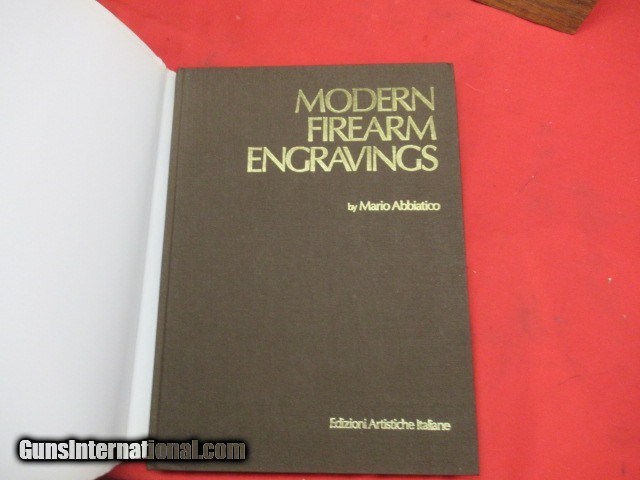 MODERN
FIREARM
ENGRAVINGS
by Mario Abbiatico
Edizioni Artistiche Italiane
GunsInternational.com